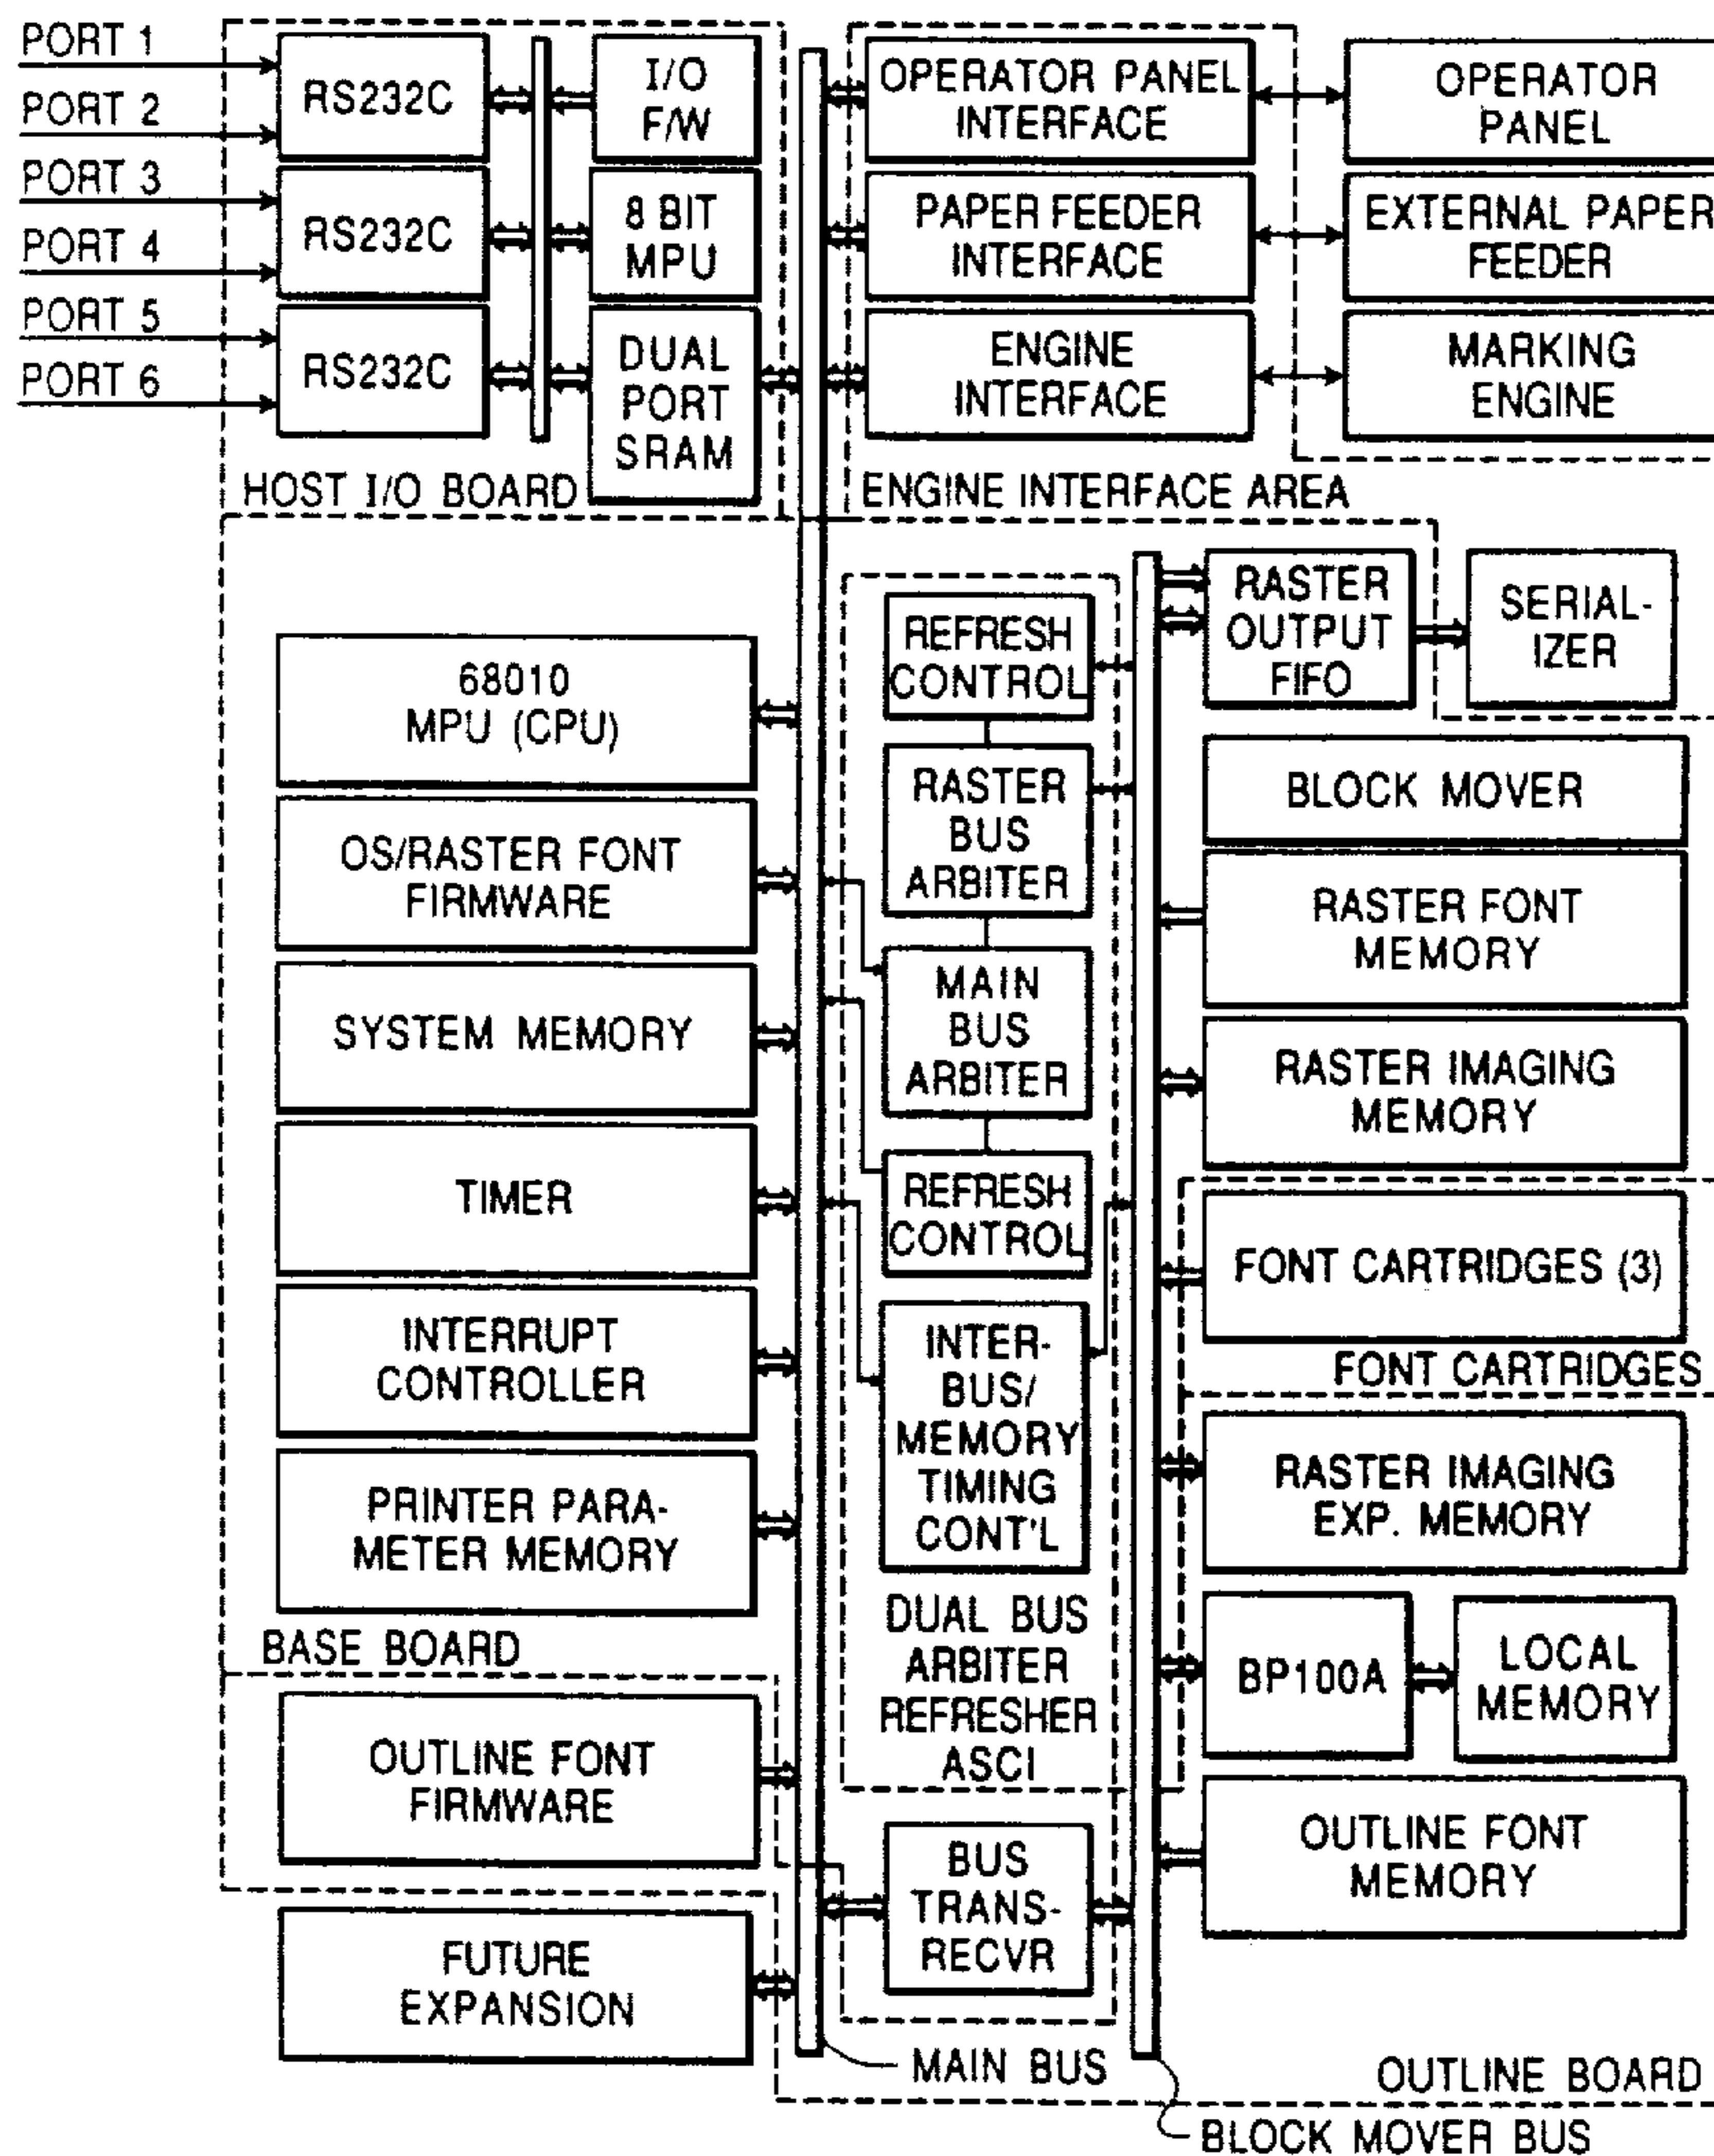 PORT 1
PORT 2
PORT 3
PORT 4
PORT 5
PORT 6
RS232C
RS232C
RS232C
I/O
F/W
8 BIT
MPU
DUAL
PORT
SRAM
HOST I/O BOARD
OPERATOR PANEL
INTERFACE
PAPER FEEDER
INTERFACE
ENGINE
INTERFACE
ENGINE INTERFACE AREA
OPERATOR
PANEL
EXTERNAL PAPER
FEEDER
MARKING
ENGINE
68010
MPU (CPU)
OS/RASTER FONT
FIRMWARE
SYSTEM MEMORY
TIMER
INTERRUPT
CONTROLLER
PRINTER PARA-
METER MEMORY
BASE BOARD
OUTLINE FONT
FIRMWARE
FUTURE
EXPANSION
REFRESH
CONTROL
RASTER
BUS
ARBITER
MAIN
BUS
ARBITER
REFRESH
CONTROL
INTER-
BUS/
MEMORY
TIMING
CONT'L
DUAL BUS
ARBITER
REFRESHER
ASCI
BUS
TRANS-
RECVR
MAIN BUS
RASTER
OUTPUT
FIFO
SERIAL-
IZER
BLOCK MOVER
RASTER FONT
MEMORY
RASTER IMAGING
MEMORY
FONT CARTRIDGES (3)
FONT CARTRIDGES
RASTER IMAGING
EXP. MEMORY
BP100A
LOCAL
MEMORY
OUTLINE FONT
MEMORY
OUTLINE BOARD
BLOCK MOVER BUS